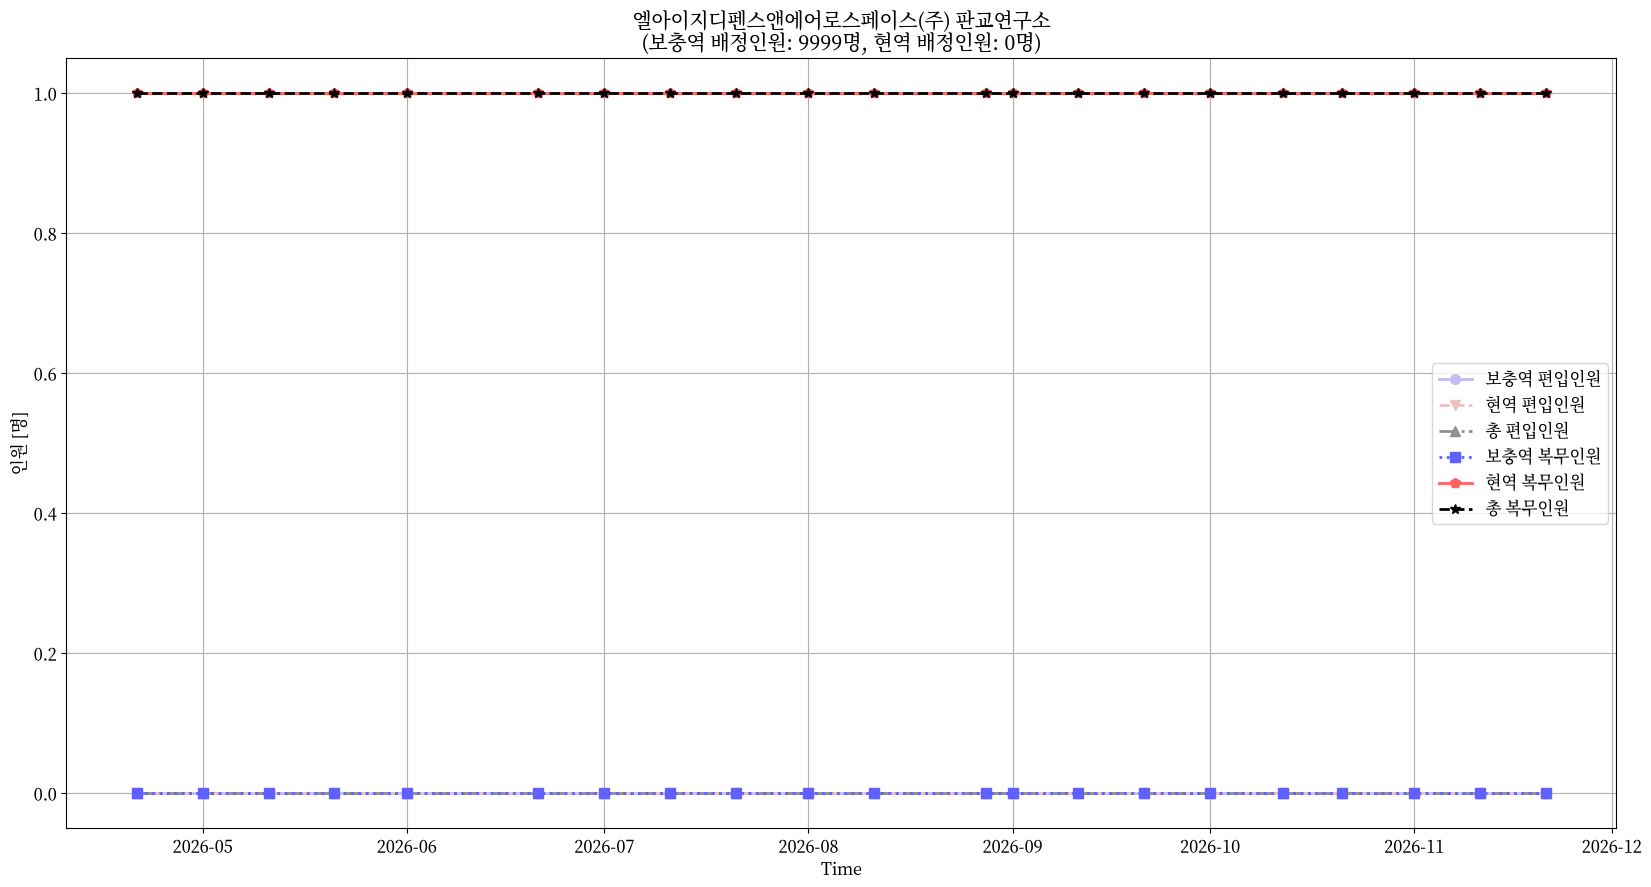 엘아이지디펜스앤에어로스페이스(주) 판교연구소
(보충역 배정인원: 9999명, 현역 배정인원: 0명)
1.0
0.8
0.6
0.4
0.2
0.0
인원 [명]
보충역 편입인원
현역 편입인원
총 편입인원
보충역 복무인원
현역 복무인원
총 복무인원
2026-05 2026-06 2026-07 2026-08 2026-09 2026-10 2026-11 2026-12
Time